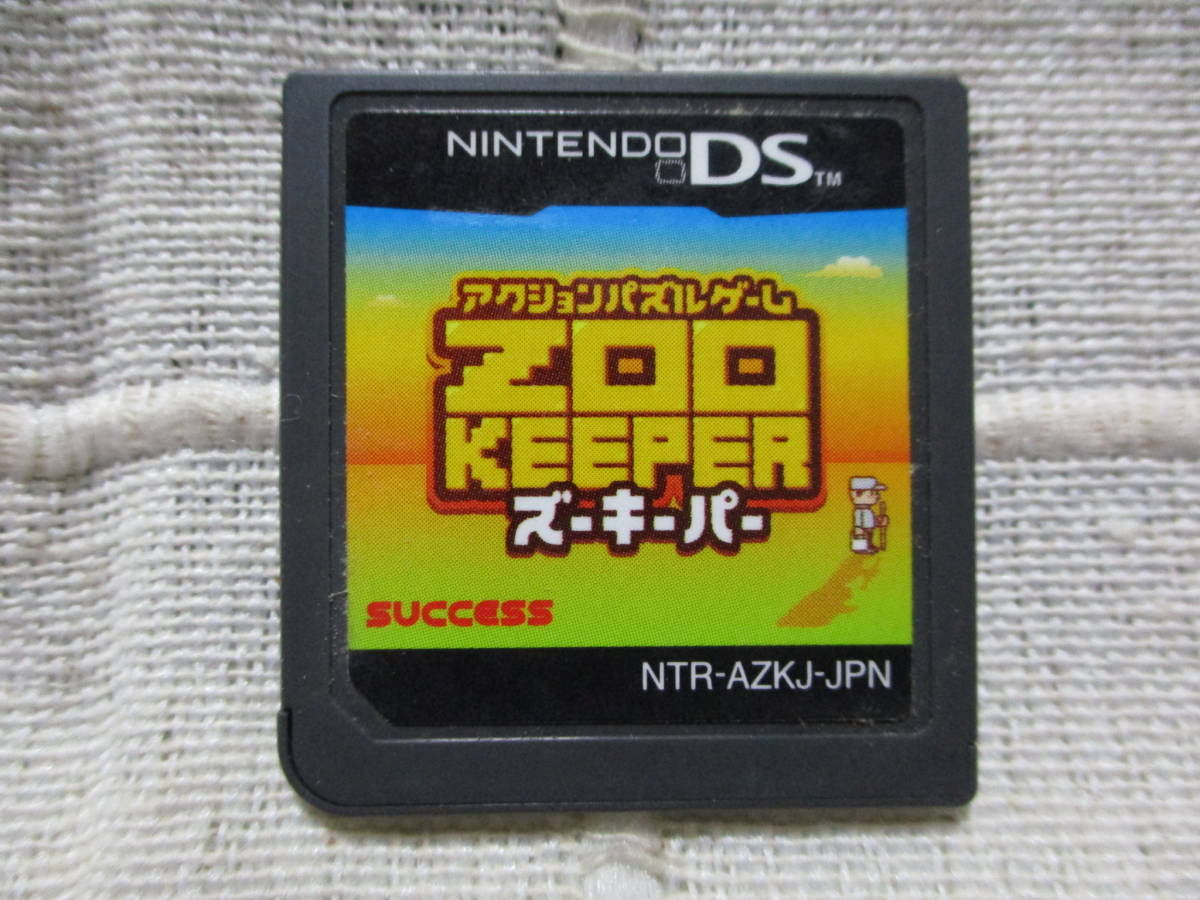 NINTENDO DS TM
アクションパズルゲーム
ZOO
KEEPER
ズーキーパー
SUCCESS
NTR-AZKJ-JPN